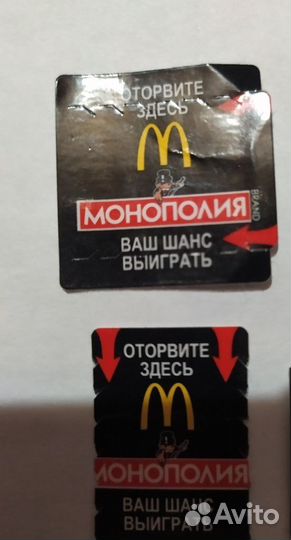 ОТОРВИТЕ
ЗДЕСЬ
МОНОПОЛИЯ
BRAND
ВАШ ШАНС
ВЫИГРАТЬ
ОТОРВИТЕ
ЗДЕСЬ
МОНОПОЛИЯ
ВАШ ШАНС
ВЫИГРАТЬ
Avito